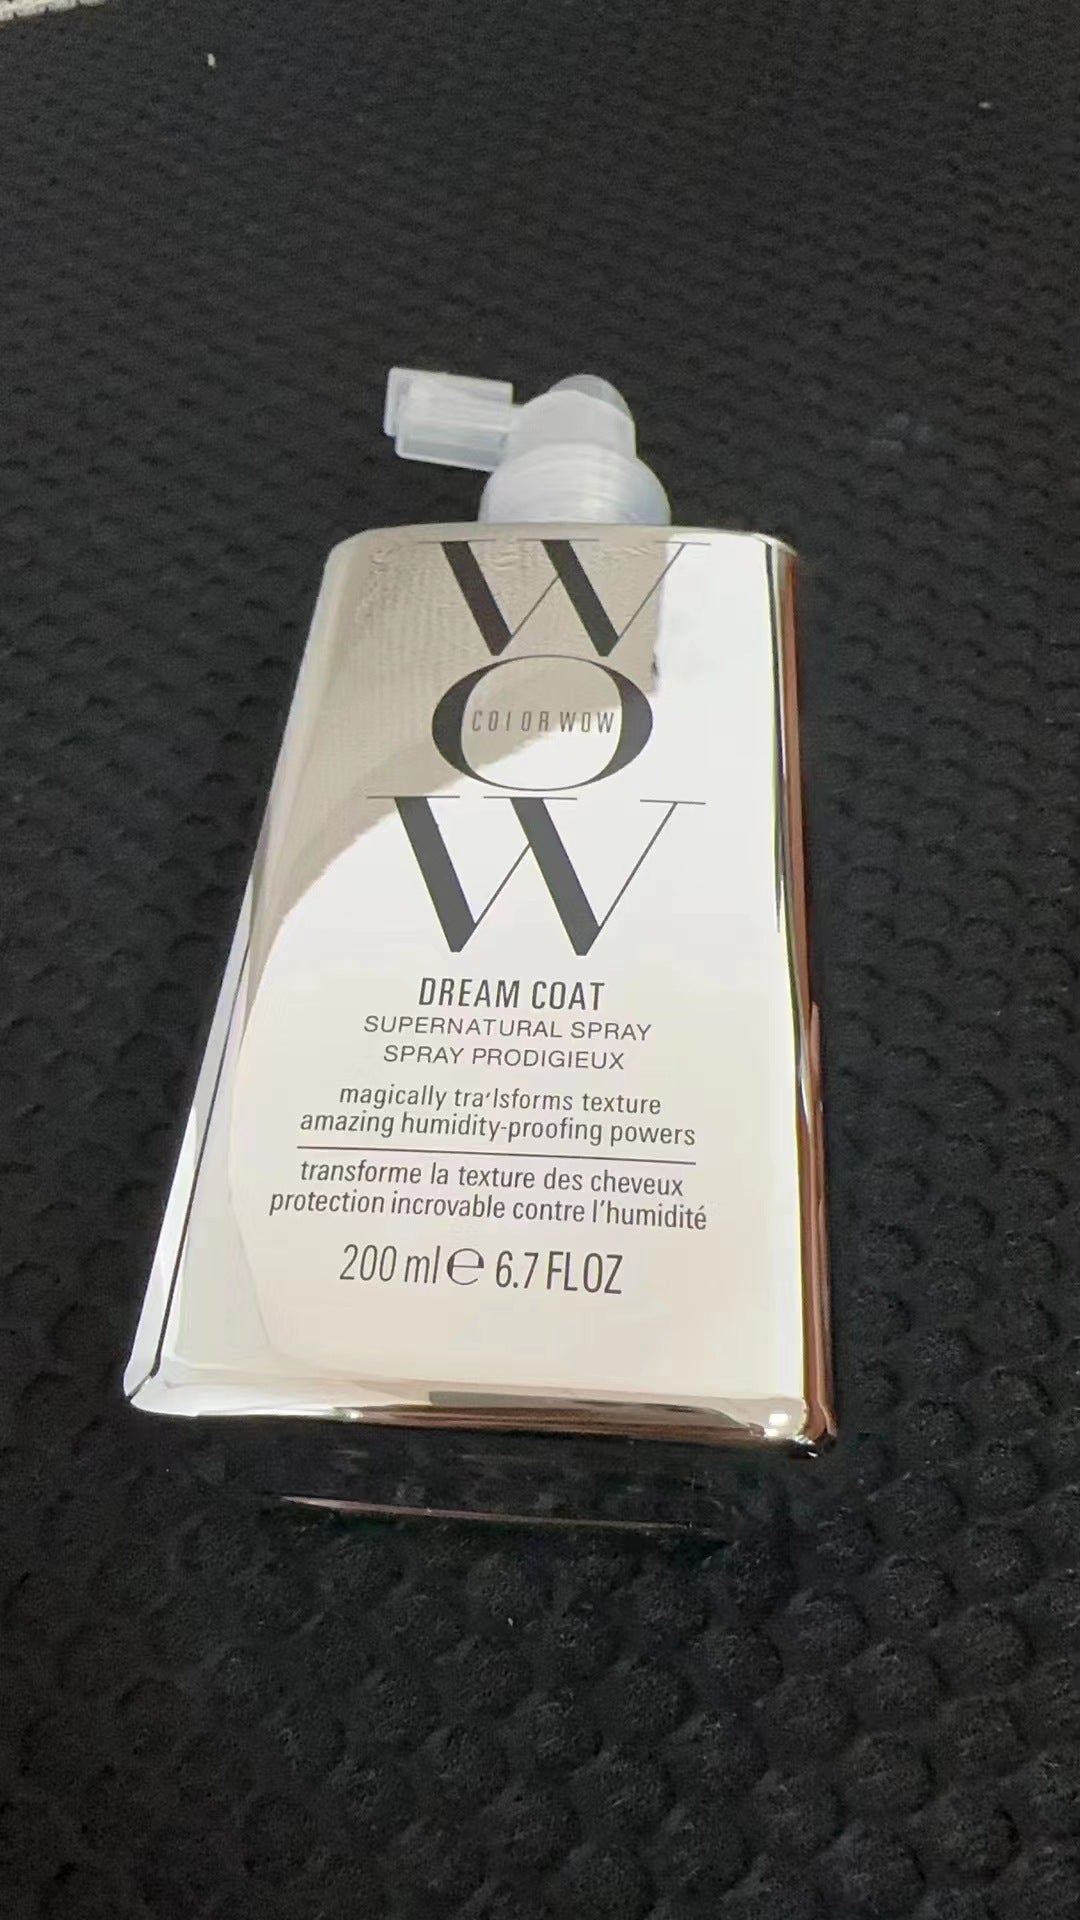 W
O
COLOR WOW
W
DREAM COAT
SUPERNATURAL SPRAY
SPRAY PRODIGIEUX
magically tra'lsforms texture
amazing humidity-proofing powers
transforme la texture des cheveux
protection incrovable contre l'humidité
200 ml e 6.7 FL OZ